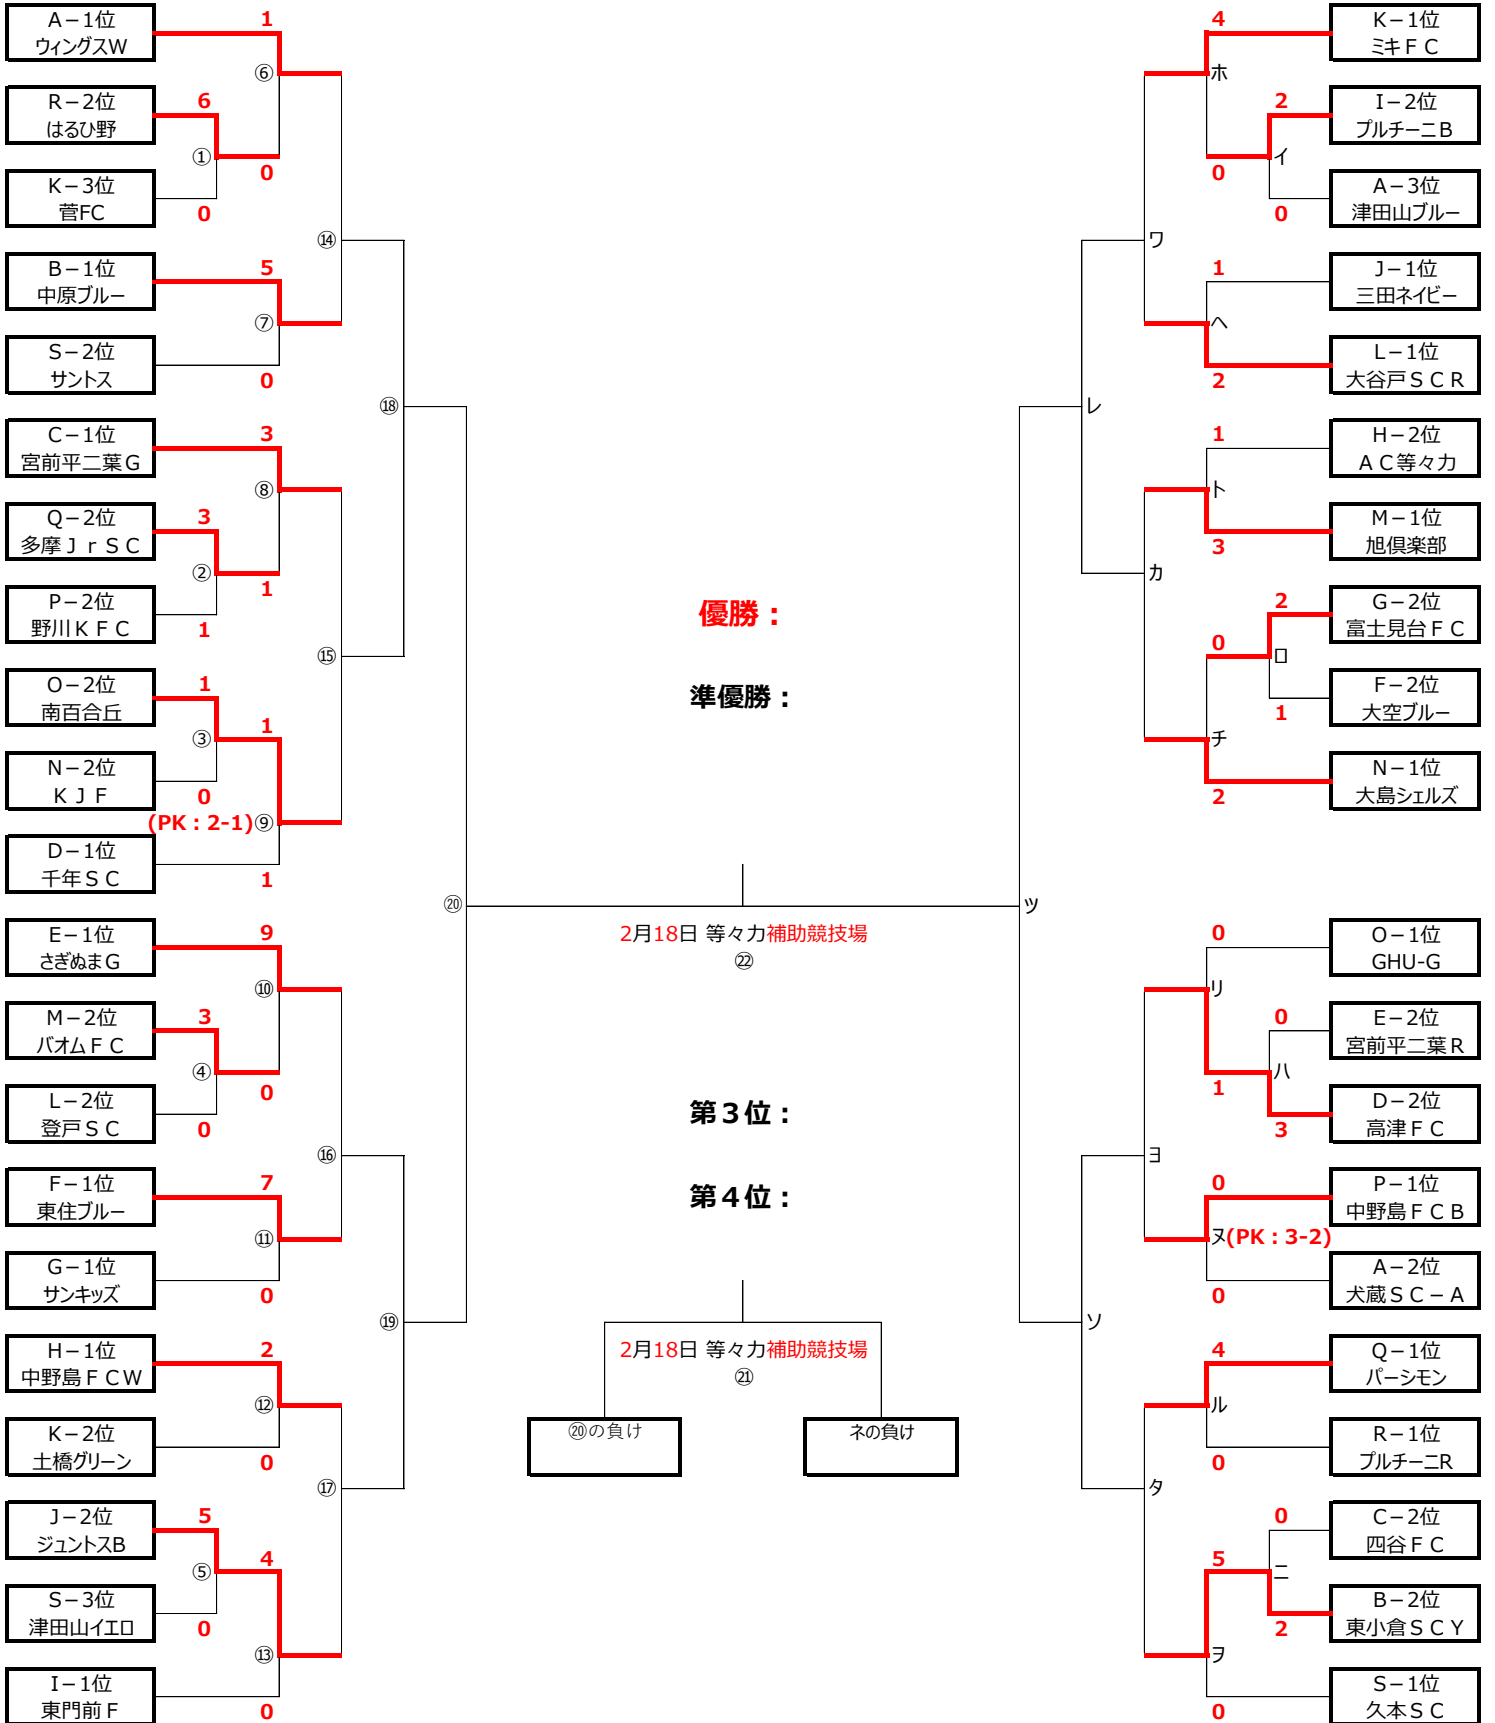 A－1位
ウィングスW
1
⑥
R－2位
はるひ野
6
①
0
K－3位
菅FC
0
⑭
B－1位
中原ブルー
5
⑦
S－2位
サントス
0
⑱
C－1位
宮前平二葉G
3
⑧
Q－2位
多摩ＪｒＳＣ
3
②
1
P－2位
野川ＫＦＣ
1
⑮
O－2位
南百合丘
1
③
1
N－2位
ＫＪＦ
0
(PK：2-1)
⑨
D－1位
千年ＳＣ
1
⑳
E－1位
さぎぬまG
9
⑩
M－2位
バオムＦＣ
3
④
0
L－2位
登戸ＳＣ
0
⑯
F－1位
東住ブルー
7
⑪
G－1位
サンキッズ
0
⑲
H－1位
中野島ＦＣW
2
⑫
K－2位
土橋グリーン
0
⑰
J－2位
ジュントスB
5
⑤
4
S－3位
津田山イエロ
0
⑬
I－1位
東門前Ｆ
0
優勝：
準優勝：
2月18日 等々力補助競技場
㉒
第３位：
第４位：
2月18日 等々力補助競技場
㉑
⑳の負け
ネの負け
4
K－1位
ミキＦＣ
ホ
2
I－2位
プルチーニB
イ
0
A－3位
津田山ブルー
0
ワ
1
J－1位
三田ネイビー
ヘ
L－1位
大谷戸ＳＣＲ
2
レ
1
H－2位
ＡＣ等々力
ト
M－1位
旭倶楽部
3
カ
2
G－2位
富士見台ＦＣ
0
ロ
F－2位
大空ブルー
1
チ
N－1位
大島シェルズ
2
ツ
0
O－1位
GHU-G
リ
0
E－2位
宮前平二葉Ｒ
ハ
1
D－2位
高津ＦＣ
3
ヨ
0
P－1位
中野島ＦＣＢ
ヌ
(PK：3-2)
A－2位
犬蔵ＳＣ－Ａ
0
ソ
4
Q－1位
パーシモン
ル
R－1位
プルチーニR
0
タ
0
C－2位
四谷ＦＣ
5
ニ
B－2位
東小倉ＳＣＹ
2
ヲ
S－1位
久本ＳＣ
0